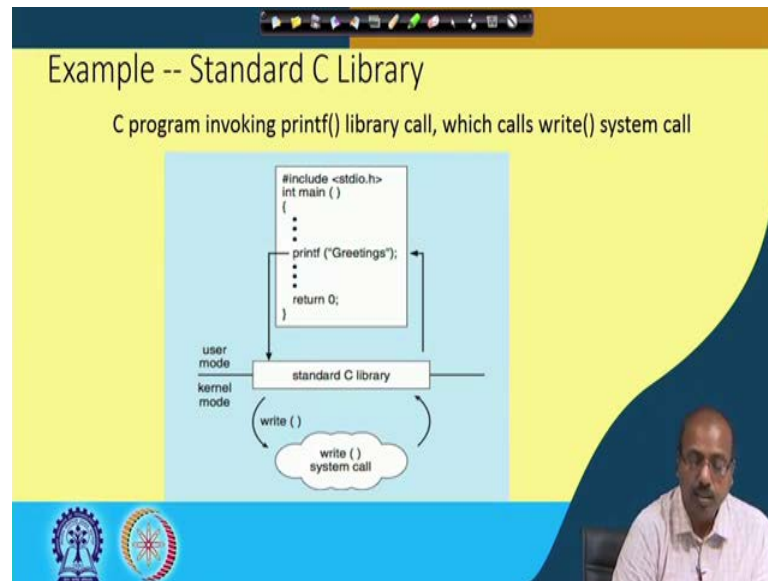 Example -- Standard C Library
C program invoking printf() library call, which calls write() system call
#include <stdio.h>
int main ( )
{
•
•
•
printf ("Greetings");
•
•
•
return 0;
}
user
mode
standard C library
kernel
mode
write ( )
write ( )
system call